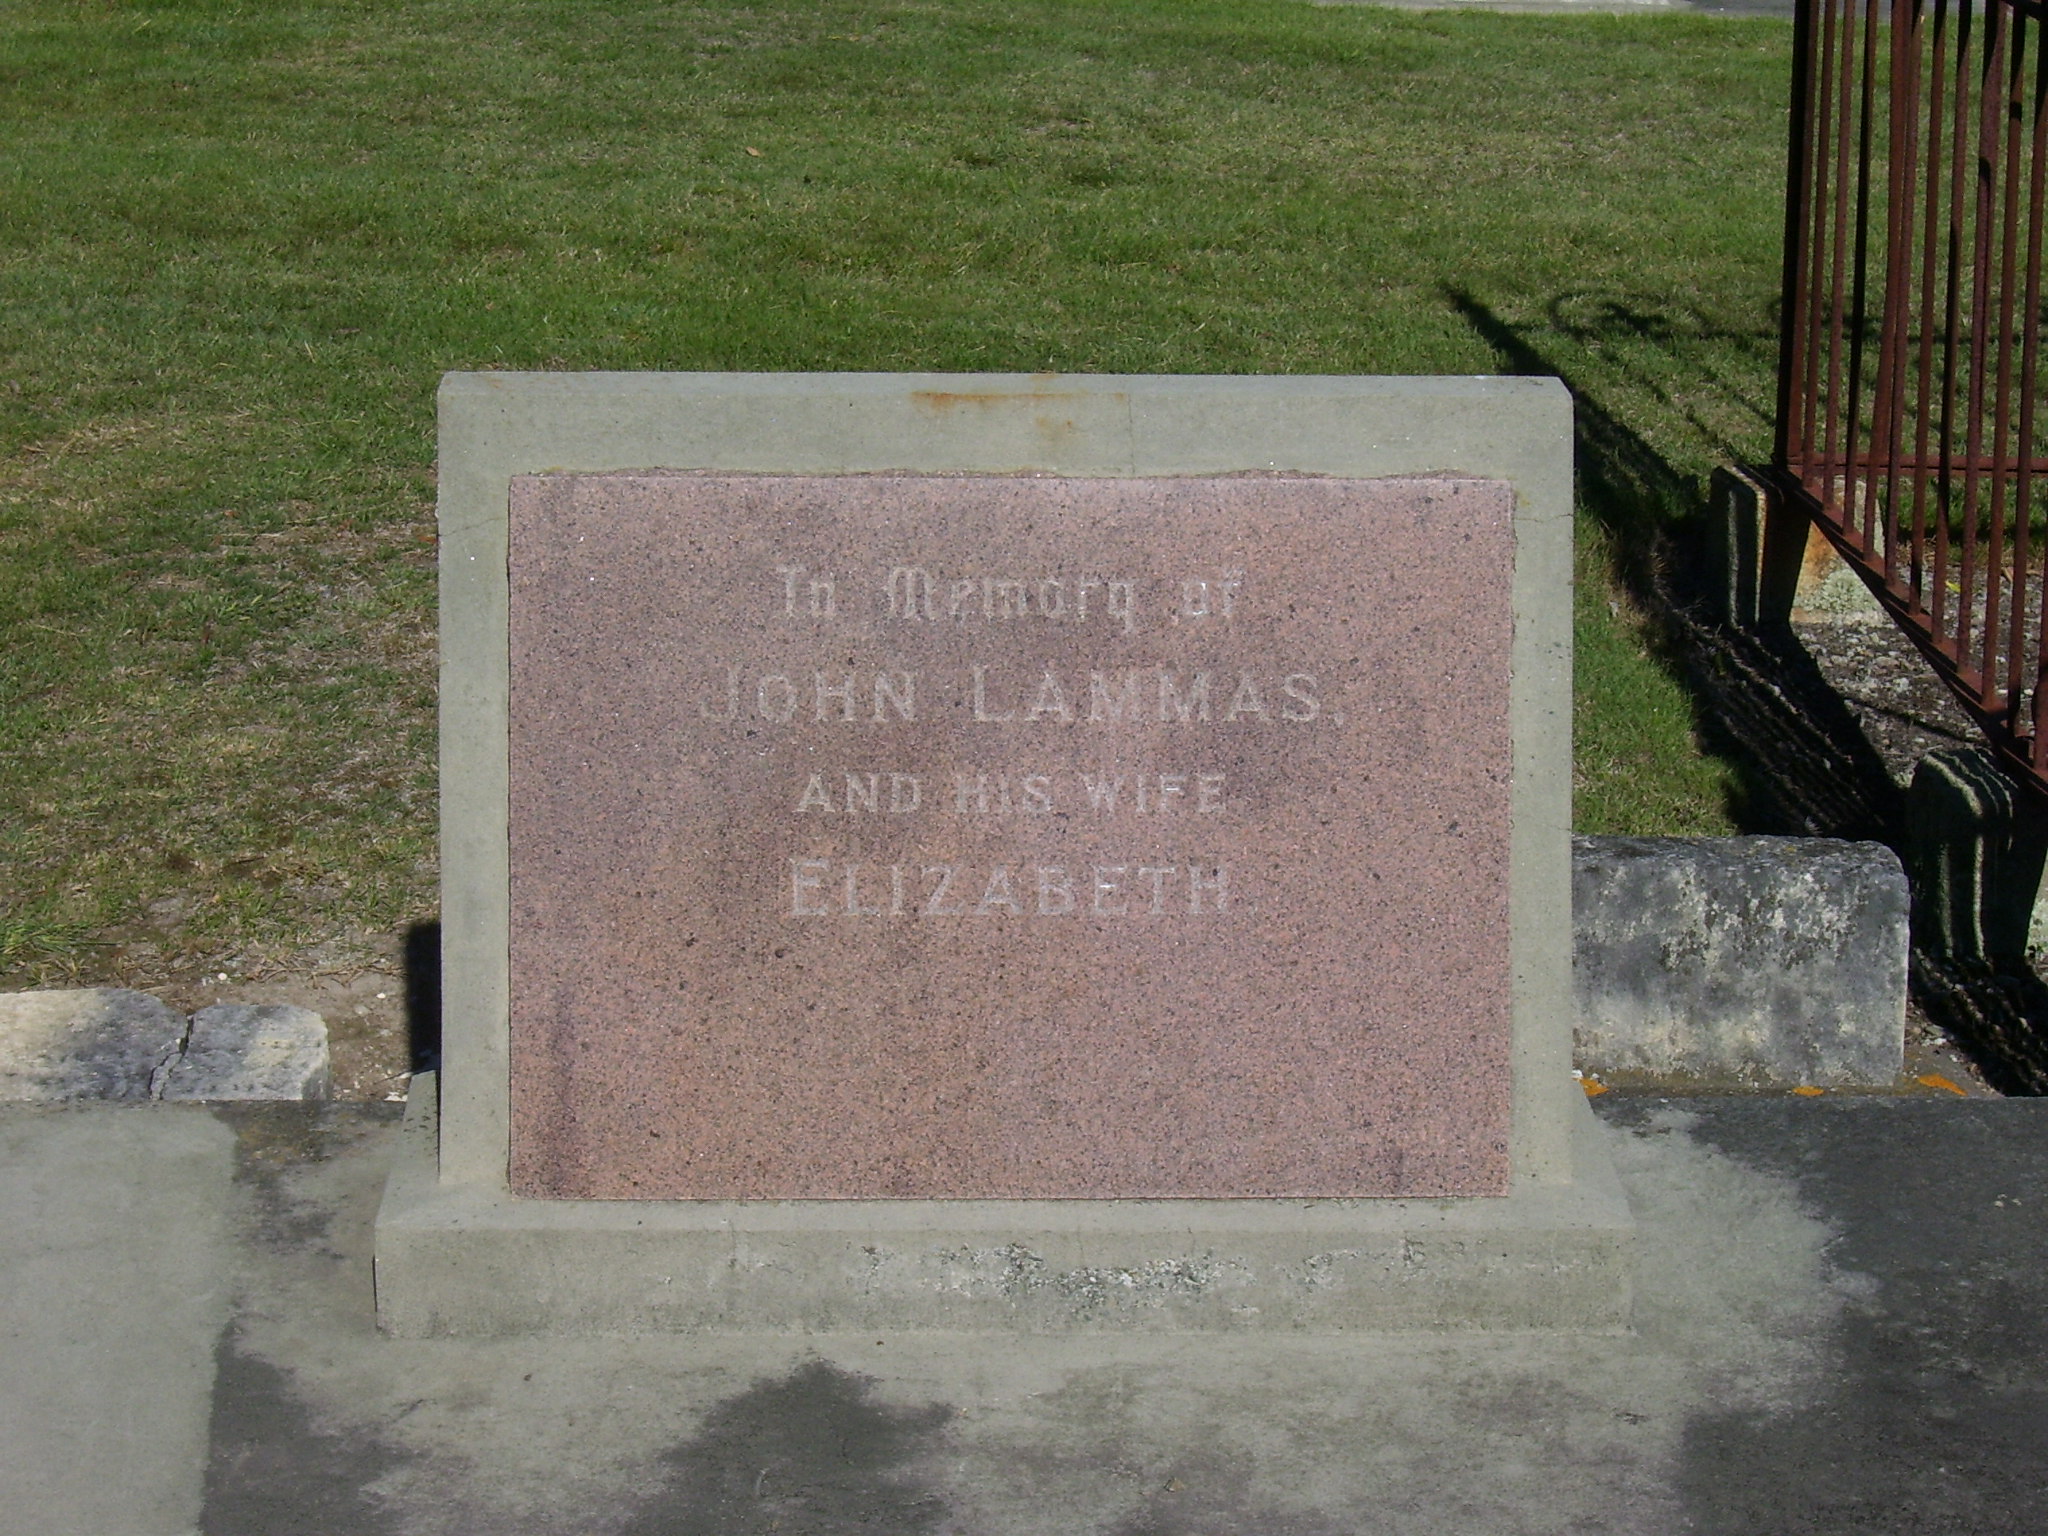 In Memory of
JOHN LAMMAS,
AND HIS WIFE
ELIZABETH